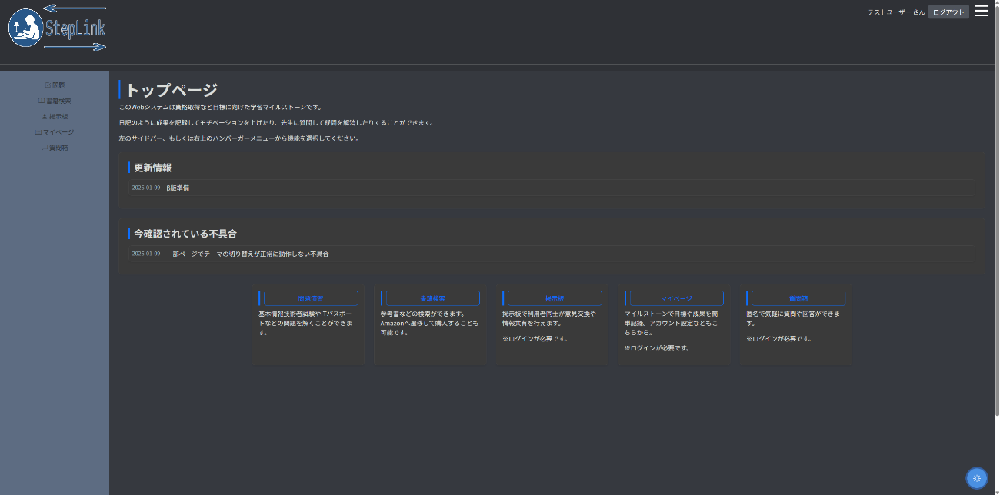 StepLink
テストユーザー さん
ログアウト
問題
書籍検索
掲示板
マイページ
質問箱
トップページ
このWebシステムは資格取得など目標に向けた学習マイルストーンです。
日記のように成果を記録してモチベーションを上げたり、先生に質問して疑問を解消したりすることができます。
左のサイドバー、もしくは右上のハンバーガーメニューから機能を選択してください。
更新情報
2026-01-09 β版準備
今確認されている不具合
2026-01-09 一部ページでテーマの切り替えが正常に動作しない不具合
問題演習
基本情報技術者試験やITパスポー
トなどの問題を解くことができま
す。
書籍検索
参考書などの検索ができます。
Amazonへ遷移して購入することも
可能です。
掲示板
掲示板で利用者同士が意見交換や
情報共有を行えます。
※ログインが必要です。
マイページ
マイルストーンで目標や成果を簡
単記録。アカウント設定などもこ
ちらから。
※ログインが必要です。
質問箱
匿名で気軽に質問や回答ができま
す。
※ログインが必要です。